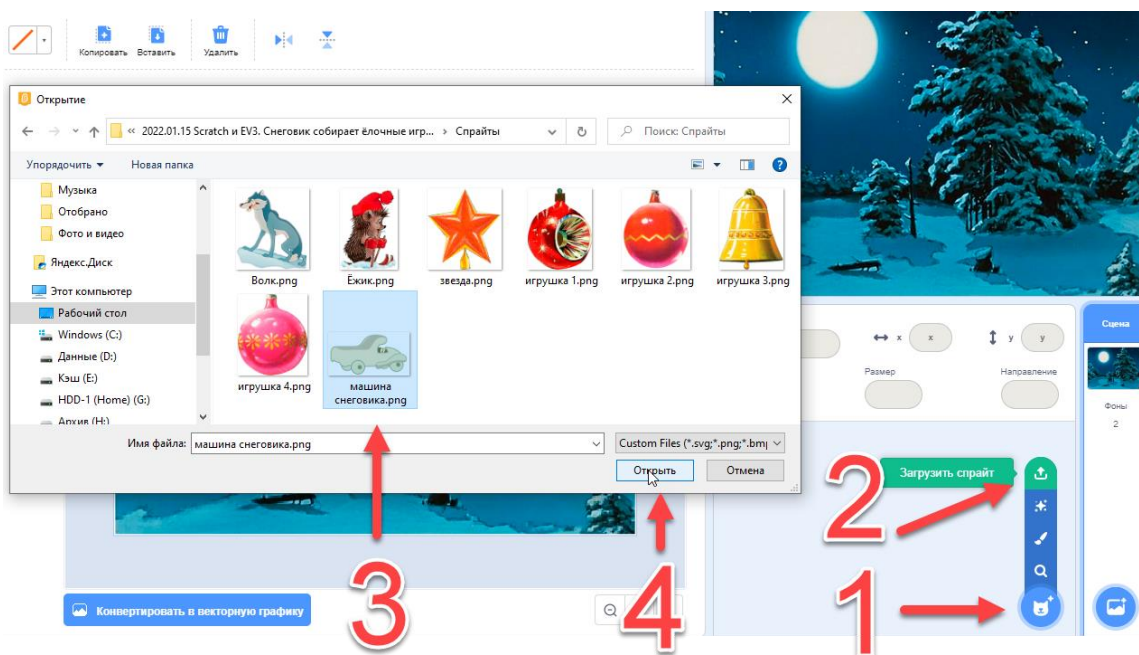 Копировать Вставить Удалить
Открытие
« 2022.01.15 Scratch и EV3. Снеговик собирает ёлочные игр... › Спрайты
Поиск: Спрайты
Упорядочить Новая папка
Музыка
Отобрано
Фото и видео
Яндекс.Диск
Этот компьютер
Рабочий стол
Windows (C:)
Данные (D:)
Кэш (E:)
HDD-1 (Home) (G:)
Архив (H:)
Волк.png Ёжик.png звезда.png игрушка 1.png игрушка 2.png игрушка 3.png
игрушка 4.png машина
снеговика.png
Имя файла: машина снеговика.png Custom Files (*.svg;*.png;*.bmp
Открыть Отмена
Сцена
x x y y
Размер Направление
Фоны
2
Загрузить спрайт
2
3
4
1
Конвертировать в векторную графику